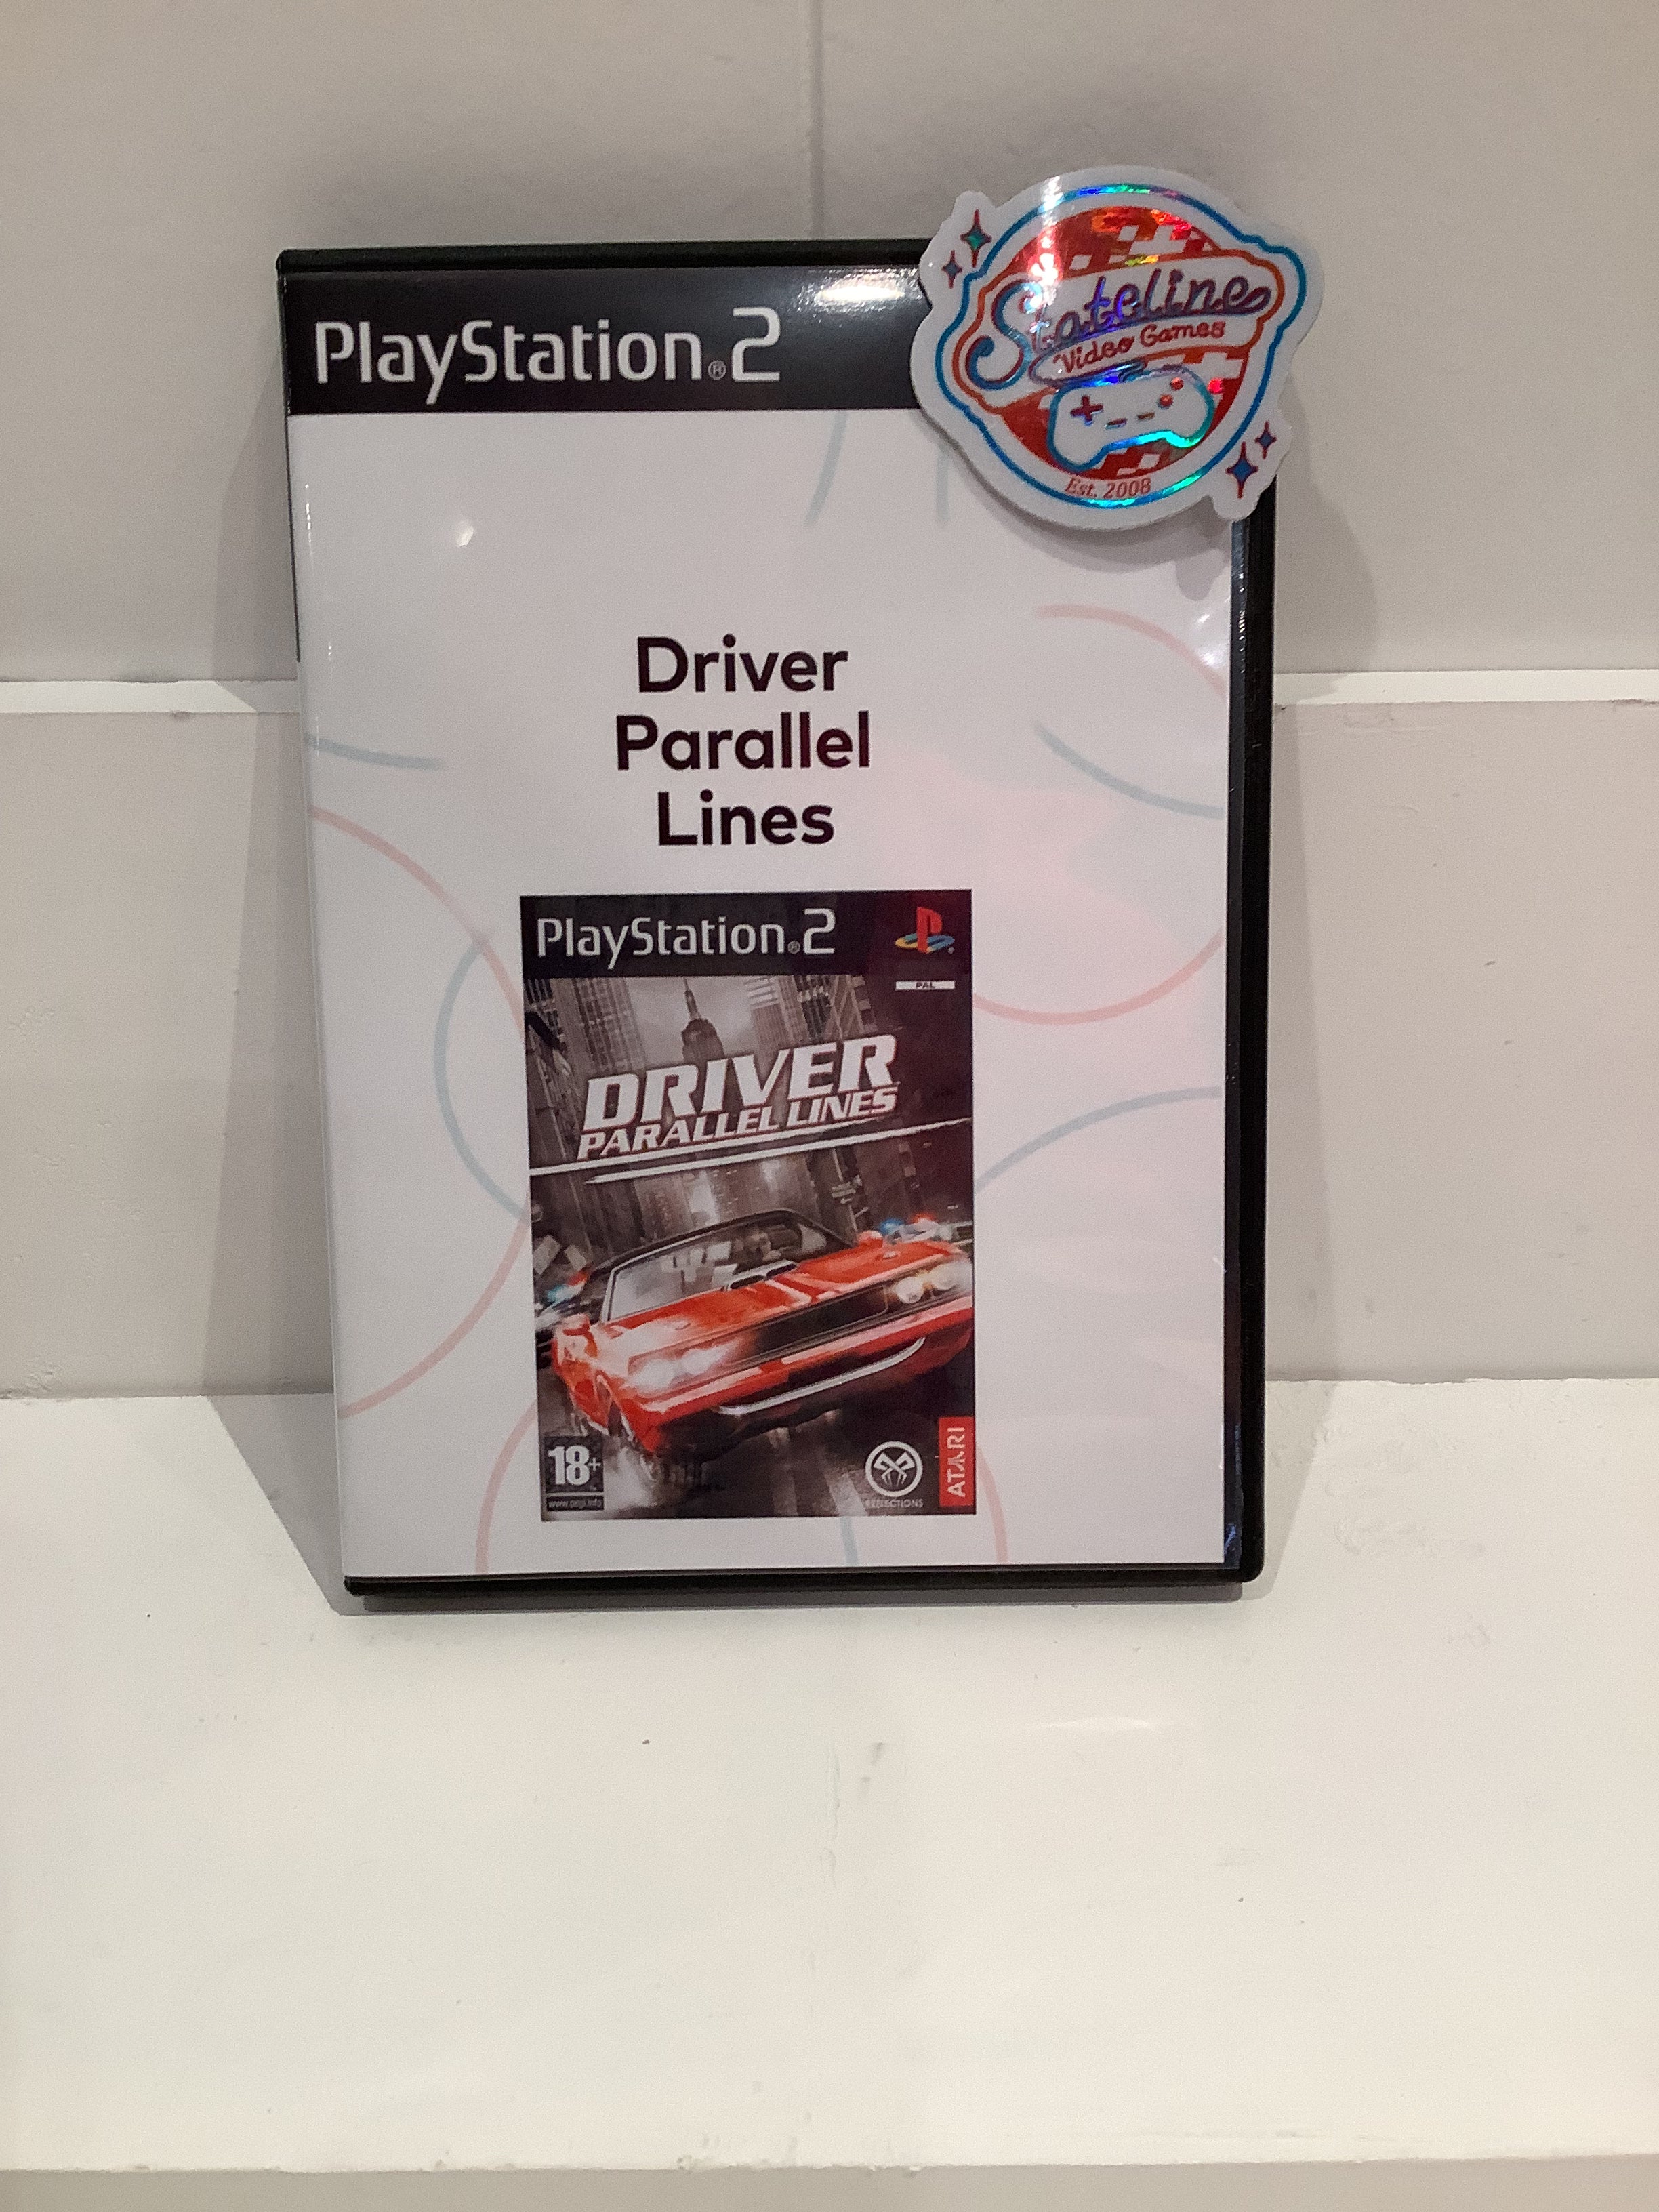 PlayStation®2
Stateline
Video Games
Est. 2008
Driver
Parallel
Lines
PlayStation®2
PAL
DRIVER
PARALLEL LINES
18+
www.pegi.info
REFLECTIONS
ATARI